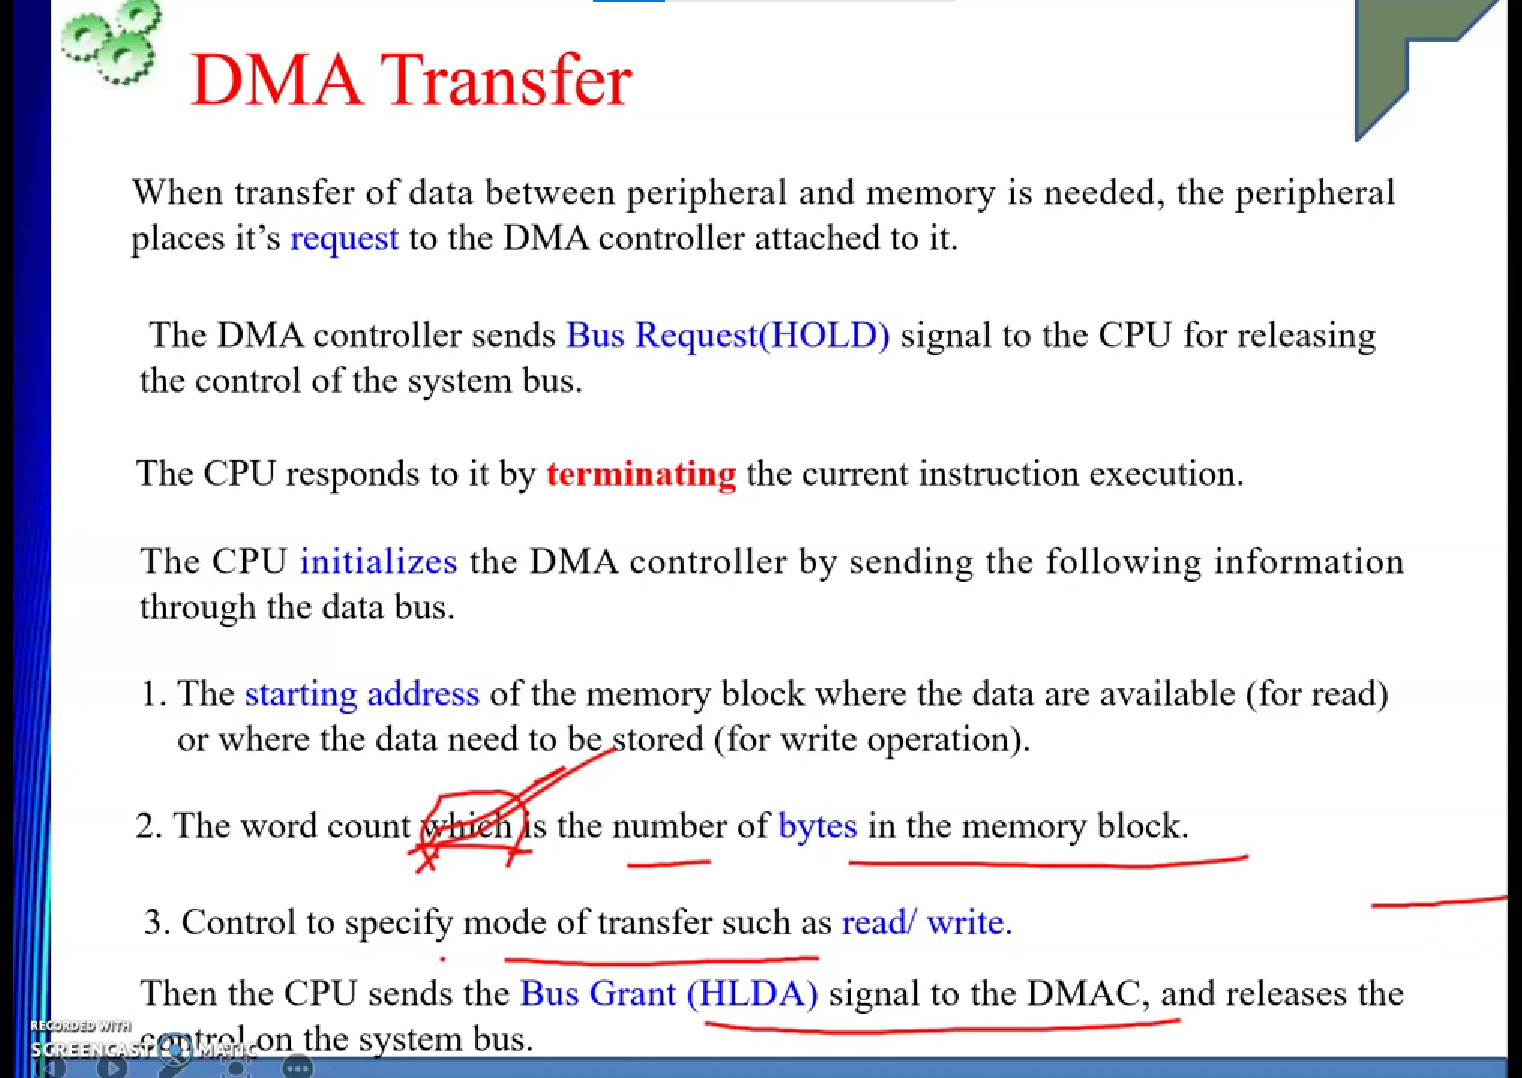 DMA Transfer
When transfer of data between peripheral and memory is needed, the peripheral
places it's request to the DMA controller attached to it.
The DMA controller sends Bus Request(HOLD) signal to the CPU for releasing
the control of the system bus.
The CPU responds to it by terminating the current instruction execution.
The CPU initializes the DMA controller by sending the following information
through the data bus.
1. The starting address of the memory block where the data are available (for read)
or where the data need to be stored (for write operation).
2. The word count which is the number of bytes in the memory block.
3. Control to specify mode of transfer such as read/ write.
Then the CPU sends the Bus Grant (HLDA) signal to the DMAC, and releases the
control on the system bus.
RECORDED WITH
SCREENCAST MATIC